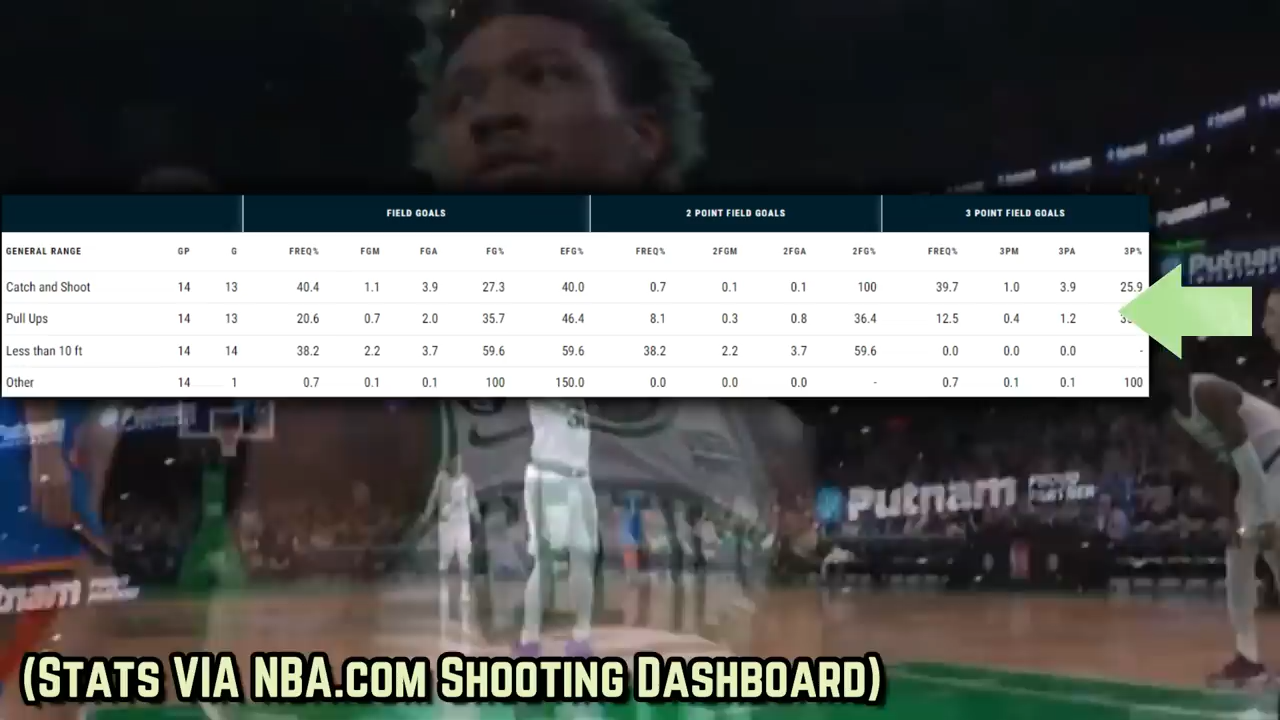 FIELD GOALS 2 POINT FIELD GOALS 3 POINT FIELD GOALS
GENERAL RANGE GP G FREQ% FGM FGA FG% EFG% FREQ% 2FGM 2FGA 2FG% FREQ% 3PM 3PA 3P%
Catch and Shoot 14 13 40.4 1.1 3.9 27.3 40.0 0.7 0.1 0.1 100 39.7 1.0 3.9 25.9
Pull Ups 14 13 20.6 0.7 2.0 35.7 46.4 8.1 0.3 0.8 36.4 12.5 0.4 1.2
Less than 10 ft 14 14 38.2 2.2 3.7 59.6 59.6 38.2 2.2 3.7 59.6 0.0 0.0 0.0 -
Other 14 1 0.7 0.1 0.1 100 150.0 0.0 0.0 0.0 - 0.7 0.1 0.1 100
Putnam
Putnam
Putnam
(STATS VIA NBA.COM SHOOTING DASHBOARD)